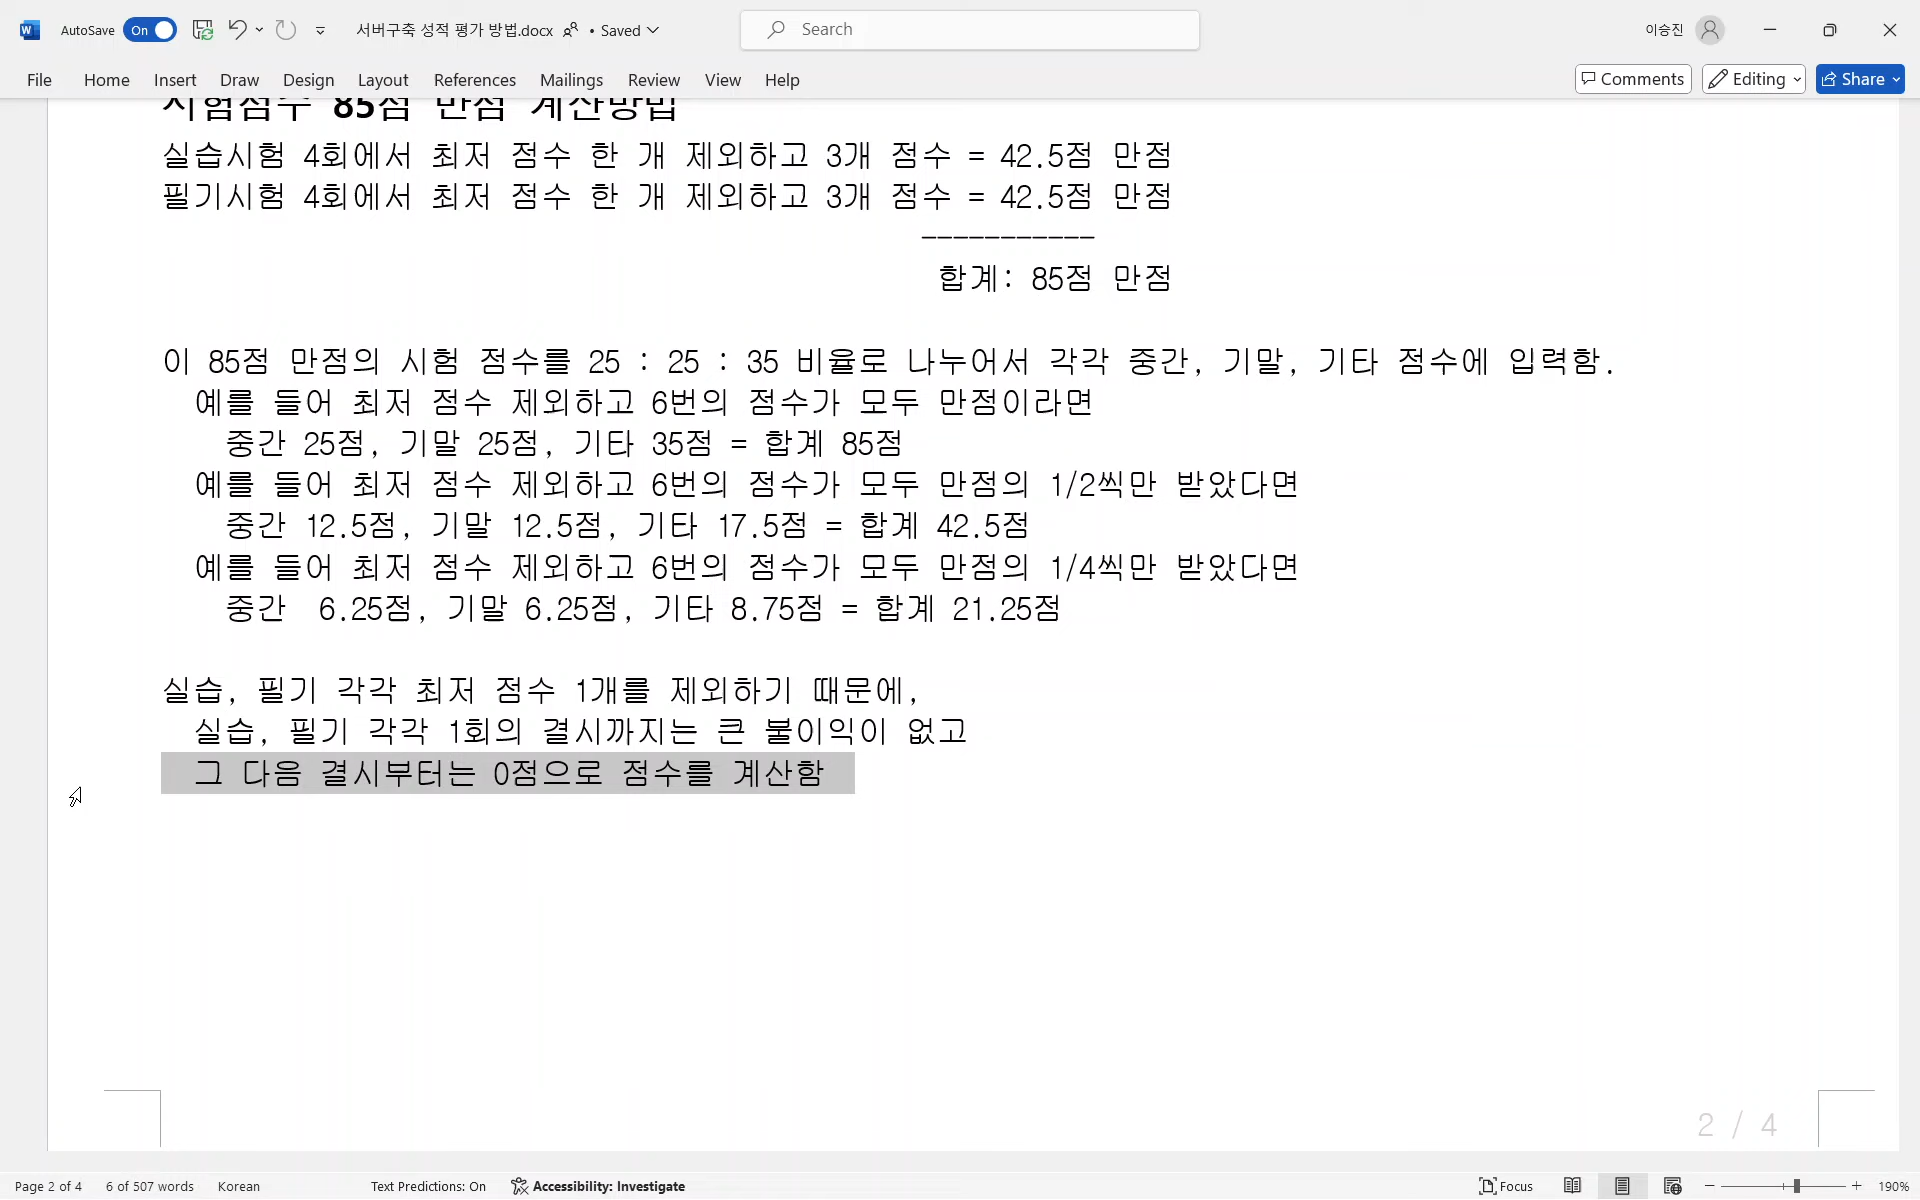 AutoSave On 서버구축 성적 평가 방법.docx • Saved Search 이승진
File Home Insert Draw Design Layout References Mailings Review View Help Comments Editing Share
시험점수 85점 만점 계산방법
실습시험 4회에서 최저 점수 한 개 제외하고 3개 점수 = 42.5점 만점
필기시험 4회에서 최저 점수 한 개 제외하고 3개 점수 = 42.5점 만점
-----------
합계: 85점 만점
이 85점 만점의 시험 점수를 25 : 25 : 35 비율로 나누어서 각각 중간, 기말, 기타 점수에 입력함.
예를 들어 최저 점수 제외하고 6번의 점수가 모두 만점이라면
중간 25점, 기말 25점, 기타 35점 = 합계 85점
예를 들어 최저 점수 제외하고 6번의 점수가 모두 만점의 1/2씩만 받았다면
중간 12.5점, 기말 12.5점, 기타 17.5점 = 합계 42.5점
예를 들어 최저 점수 제외하고 6번의 점수가 모두 만점의 1/4씩만 받았다면
중간  6.25점, 기말 6.25점, 기타 8.75점 = 합계 21.25점
실습, 필기 각각 최저 점수 1개를 제외하기 때문에,
실습, 필기 각각 1회의 결시까지는 큰 불이익이 없고
그 다음 결시부터는 0점으로 점수를 계산함
2 / 4
Page 2 of 4 6 of 507 words Korean Text Predictions: On Accessibility: Investigate Focus 190%